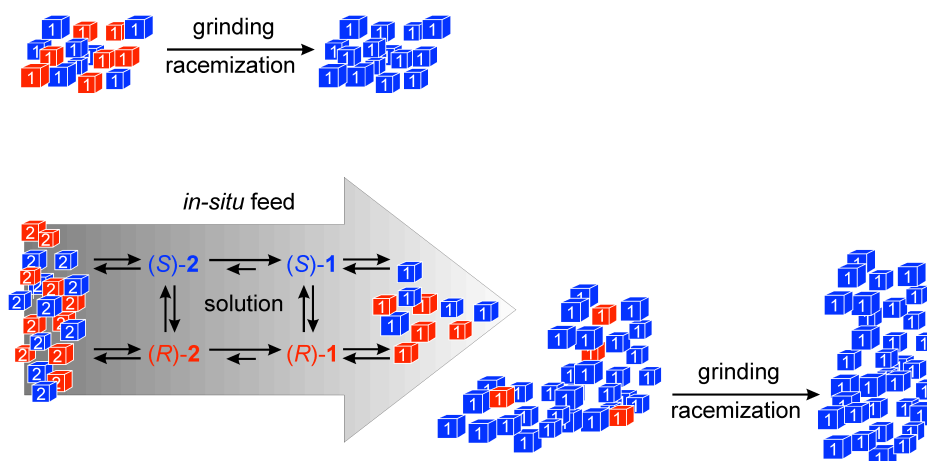 grinding
racemization
in-situ feed
(S)-2 (S)-1
solution
(R)-2 (R)-1
grinding
racemization